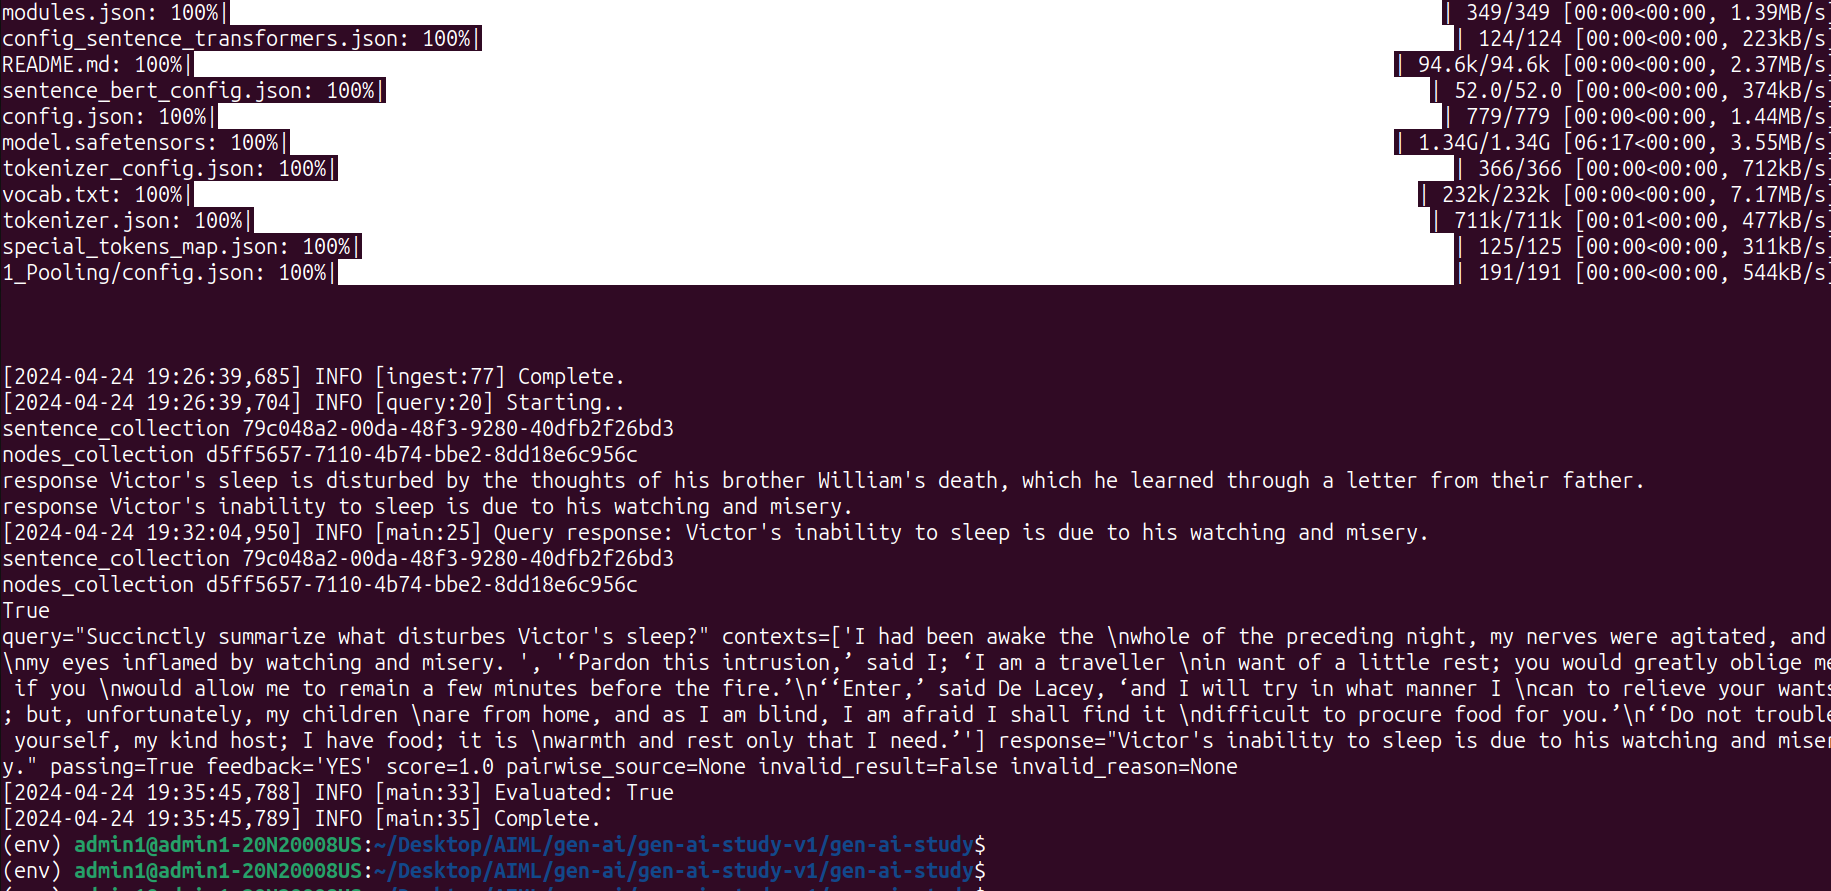 modules.json: 100%| | 349/349 [00:00<00:00, 1.39MB/s]
config_sentence_transformers.json: 100%| | 124/124 [00:00<00:00, 223kB/s]
README.md: 100%| | 94.6k/94.6k [00:00<00:00, 2.37MB/s]
sentence_bert_config.json: 100%| | 52.0/52.0 [00:00<00:00, 374kB/s]
config.json: 100%| | 779/779 [00:00<00:00, 1.44MB/s]
model.safetensors: 100%| | 1.34G/1.34G [06:17<00:00, 3.55MB/s]
tokenizer_config.json: 100%| | 366/366 [00:00<00:00, 712kB/s]
vocab.txt: 100%| | 232k/232k [00:00<00:00, 7.17MB/s]
tokenizer.json: 100%| | 711k/711k [00:01<00:00, 477kB/s]
special_tokens_map.json: 100%| | 125/125 [00:00<00:00, 311kB/s]
1_Pooling/config.json: 100%| | 191/191 [00:00<00:00, 544kB/s]
[2024-04-24 19:26:39,685] INFO [ingest:77] Complete.
[2024-04-24 19:26:39,704] INFO [query:20] Starting..
sentence_collection 79c048a2-00da-48f3-9280-40dfb2f26bd3
nodes_collection d5ff5657-7110-4b74-bbe2-8dd18e6c956c
response Victor's sleep is disturbed by the thoughts of his brother William's death, which he learned through a letter from their father.
response Victor's inability to sleep is due to his watching and misery.
[2024-04-24 19:32:04,950] INFO [main:25] Query response: Victor's inability to sleep is due to his watching and misery.
sentence_collection 79c048a2-00da-48f3-9280-40dfb2f26bd3
nodes_collection d5ff5657-7110-4b74-bbe2-8dd18e6c956c
True
query="Succinctly summarize what disturbes Victor's sleep?" contexts=['I had been awake the \nwhole of the preceding night, my nerves were agitated, and
\nmy eyes inflamed by watching and misery. ', '‘Pardon this intrusion,’ said I; ‘I am a traveller \nin want of a little rest; you would greatly oblige me
if you \nwould allow me to remain a few minutes before the fire.’\n‘‘Enter,’ said De Lacey, ‘and I will try in what manner I \ncan to relieve your wants
; but, unfortunately, my children \nare from home, and as I am blind, I am afraid I shall find it \ndifficult to procure food for you.’\n‘‘Do not trouble
yourself, my kind host; I have food; it is \nwarmth and rest only that I need.’'] response="Victor's inability to sleep is due to his watching and miser
y." passing=True feedback='YES' score=1.0 pairwise_source=None invalid_result=False invalid_reason=None
[2024-04-24 19:35:45,788] INFO [main:33] Evaluated: True
[2024-04-24 19:35:45,789] INFO [main:35] Complete.
(env) admin1@admin1-20N20008US:~/Desktop/AIML/gen-ai/gen-ai-study-v1/gen-ai-study$
(env) admin1@admin1-20N20008US:~/Desktop/AIML/gen-ai/gen-ai-study-v1/gen-ai-study$